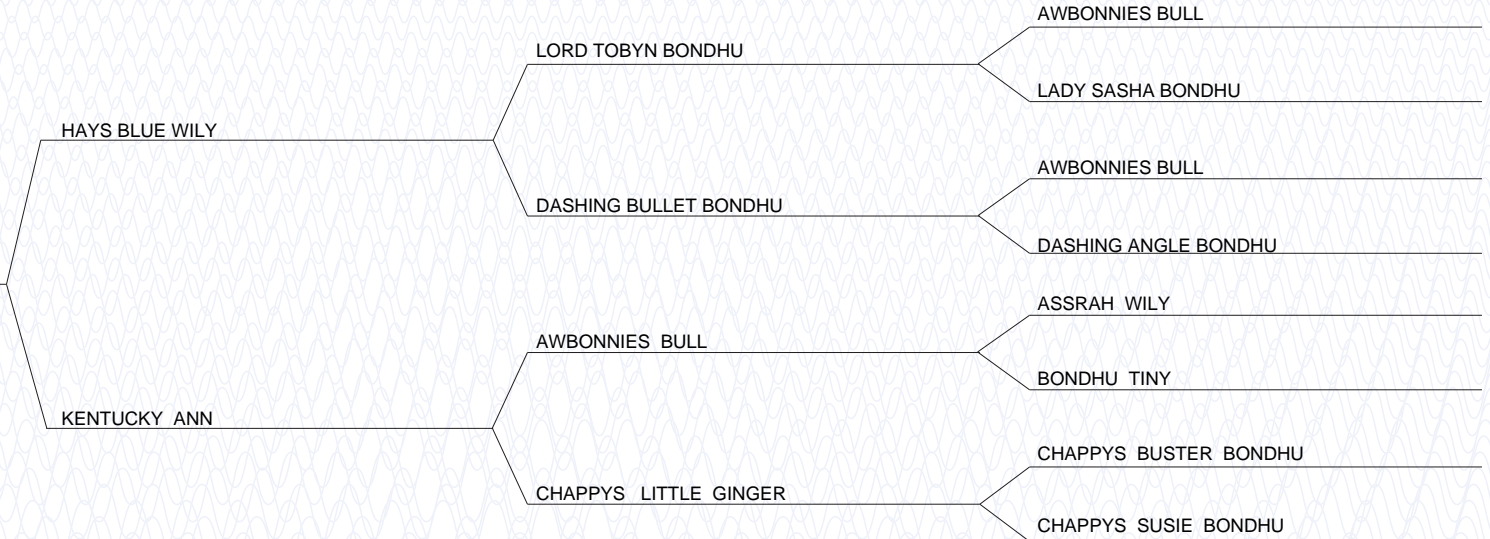 AWBONNIES BULL
LORD TOBYN BONDHU
LADY SASHA BONDHU
HAYS BLUE WILY
AWBONNIES BULL
DASHING BULLET BONDHU
DASHING ANGLE BONDHU
ASSRAH WILY
AWBONNIES BULL
BONDHU TINY
KENTUCKY ANN
CHAPPYS BUSTER BONDHU
CHAPPYS LITTLE GINGER
CHAPPYS SUSIE BONDHU